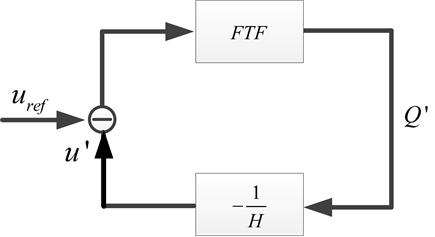 FTF
u_ref
−
u'
Q'
−1/H